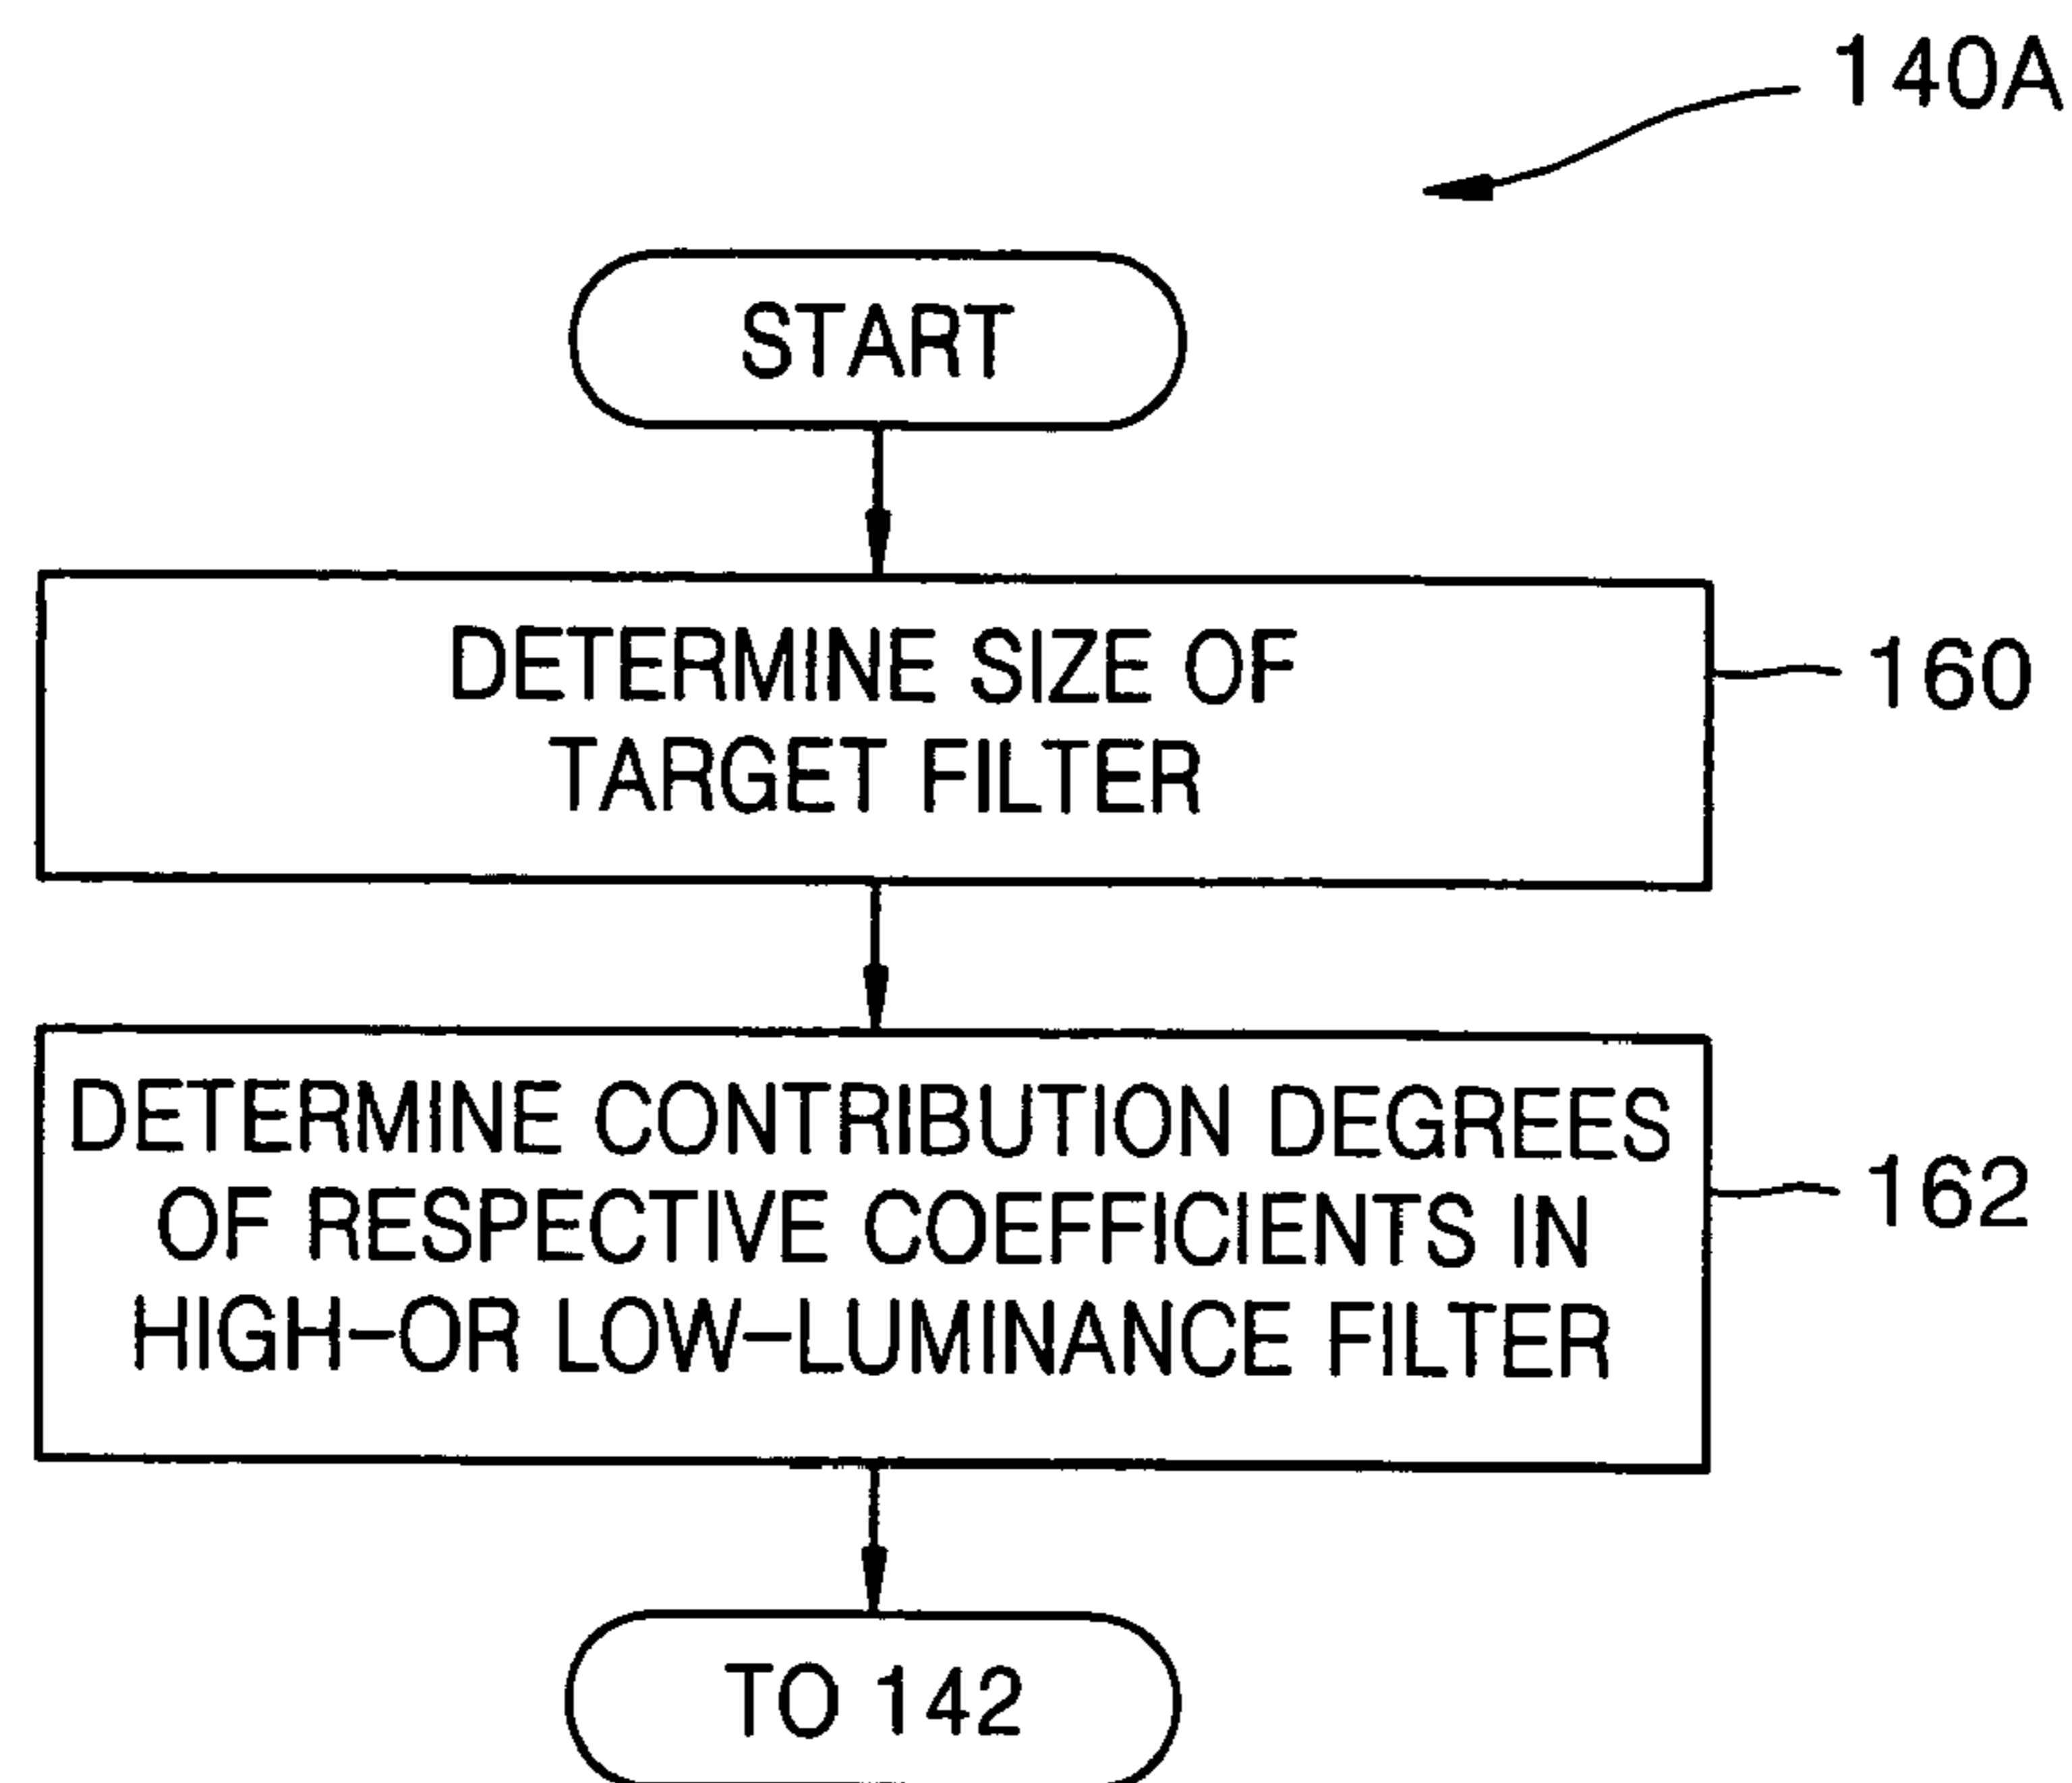 140A
START
DETERMINE SIZE OF
TARGET FILTER
160
DETERMINE CONTRIBUTION DEGREES
OF RESPECTIVE COEFFICIENTS IN
HIGH-OR LOW-LUMINANCE FILTER
162
TO 142